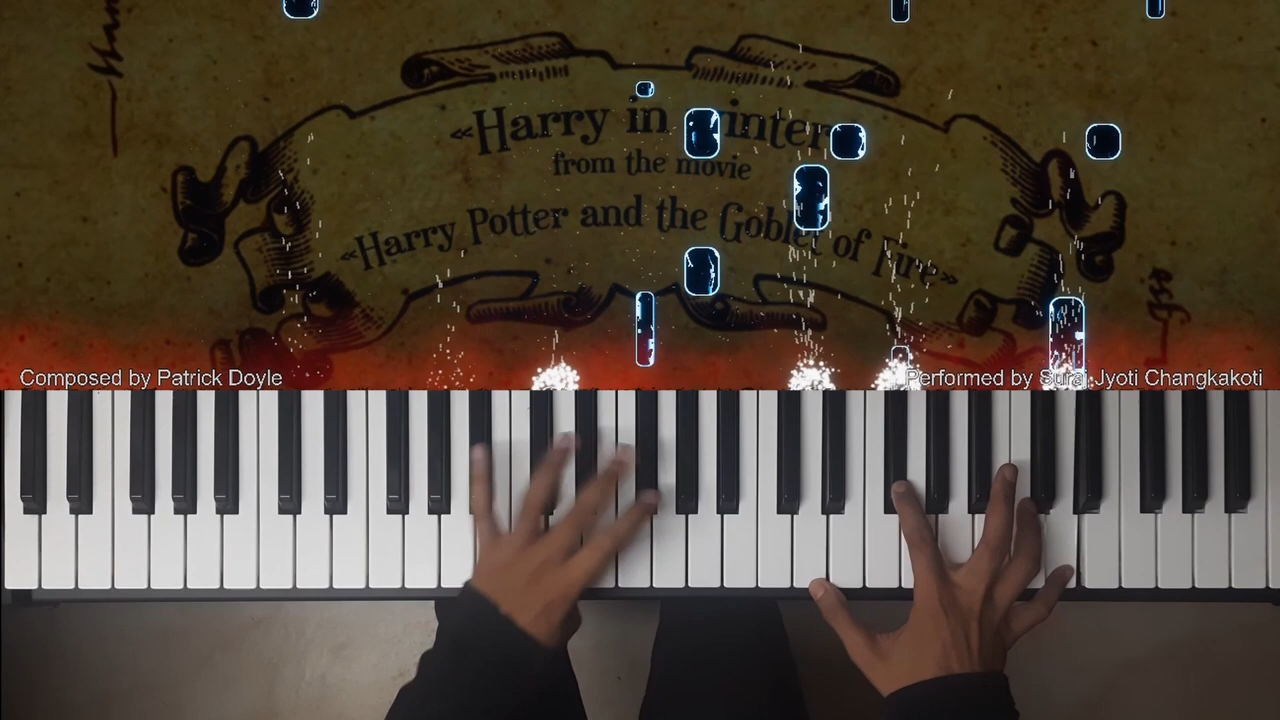 «Harry in Winter
from the movie
«Harry Potter and the Goblet of Fire»
Composed by Patrick Doyle
Performed by Suraj Jyoti Changkakoti